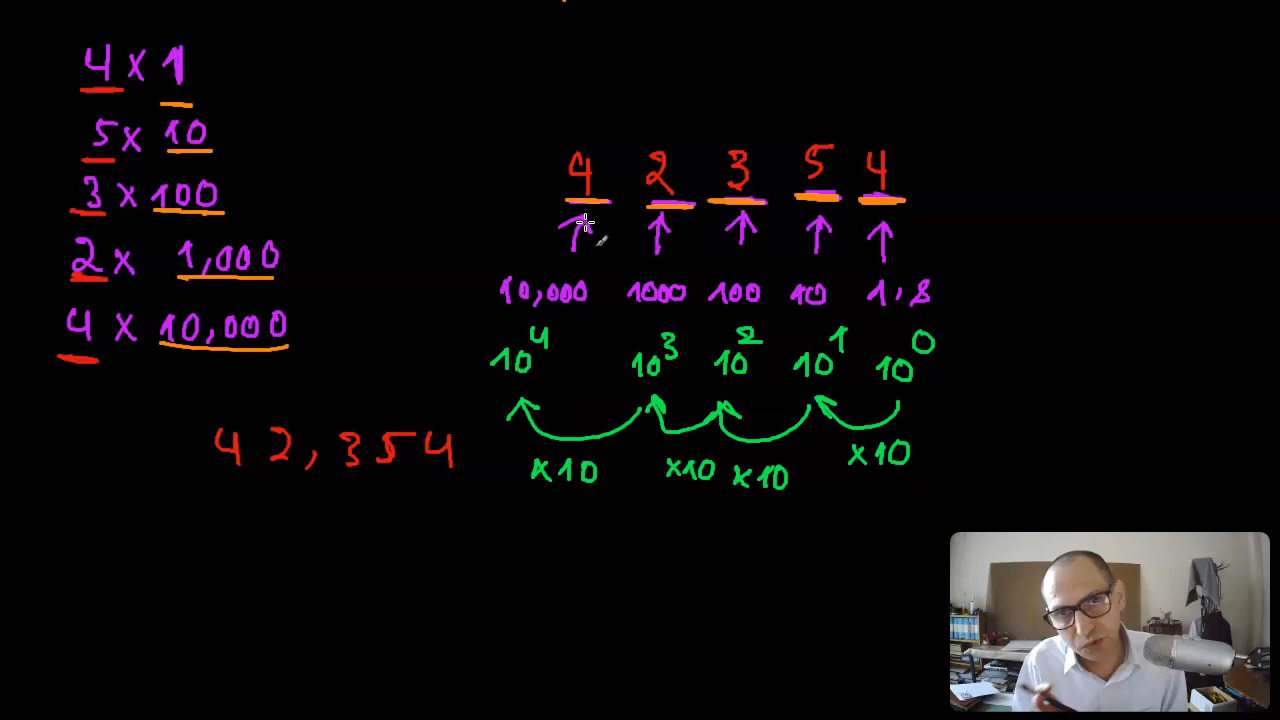 4 x 1
5 x 10
3 x 100
2 x 1,000
4 x 10,000
42,354
4 2 3 5 4
10,000 1000 100 10 1,s
10⁴ 10³ 10² 10¹ 10⁰
x10 x10 x10 x10